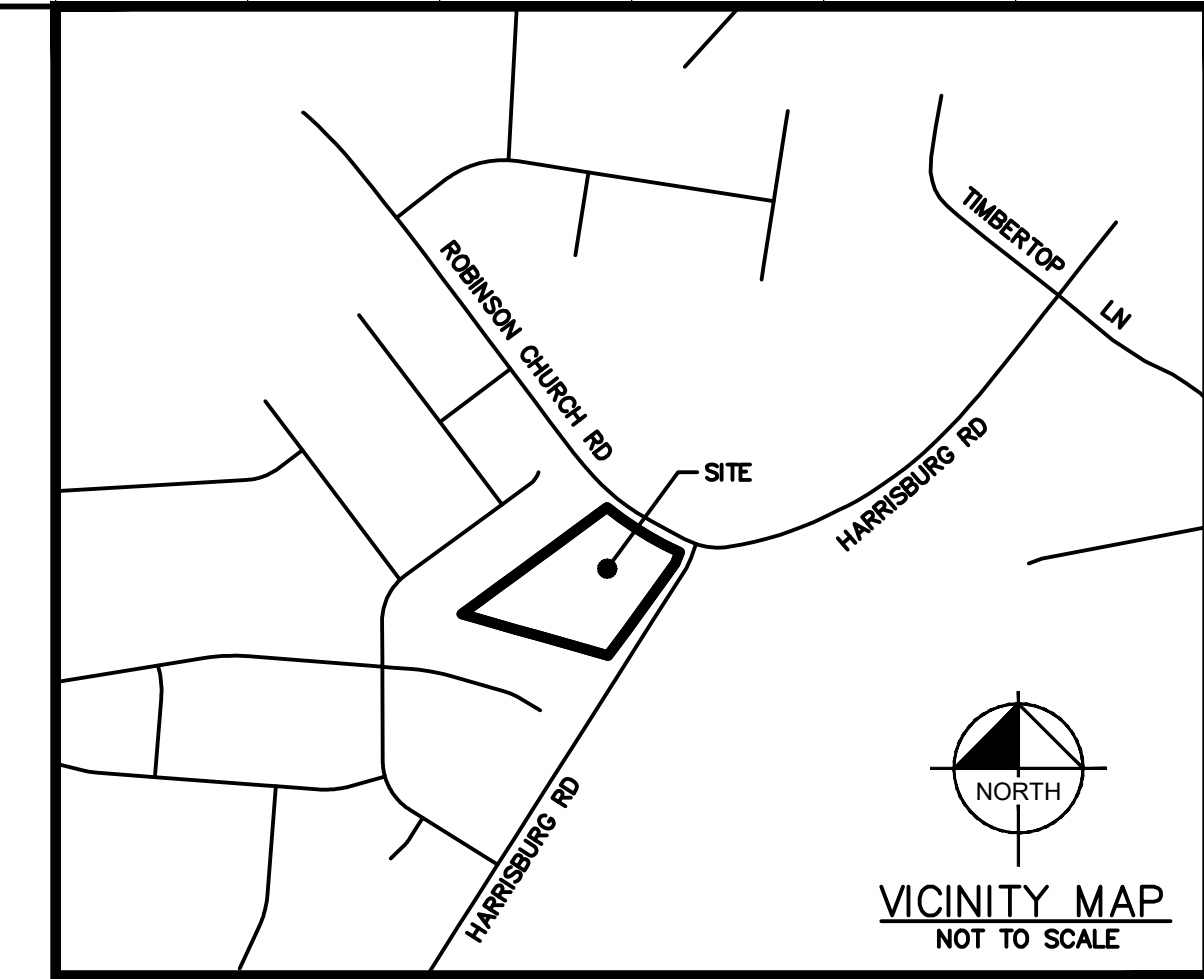 TIMBERTOP
LN
ROBINSON CHURCH RD
SITE
HARRISBURG RD
HARRISBURG RD
NORTH
VICINITY MAP
NOT TO SCALE